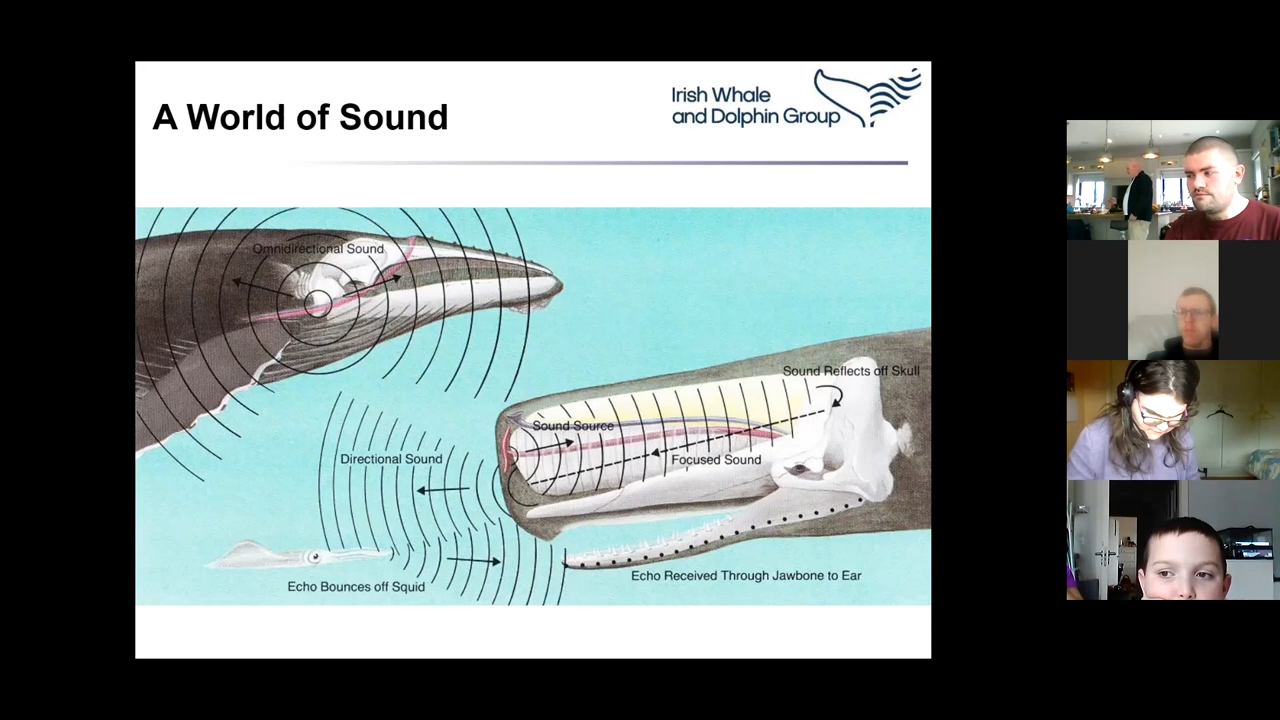 A World of Sound
Irish Whale
and Dolphin Group
Omnidirectional Sound
Sound Reflects off Skull
Sound Source
Directional Sound
Focused Sound
Echo Received Through Jawbone to Ear
Echo Bounces off Squid